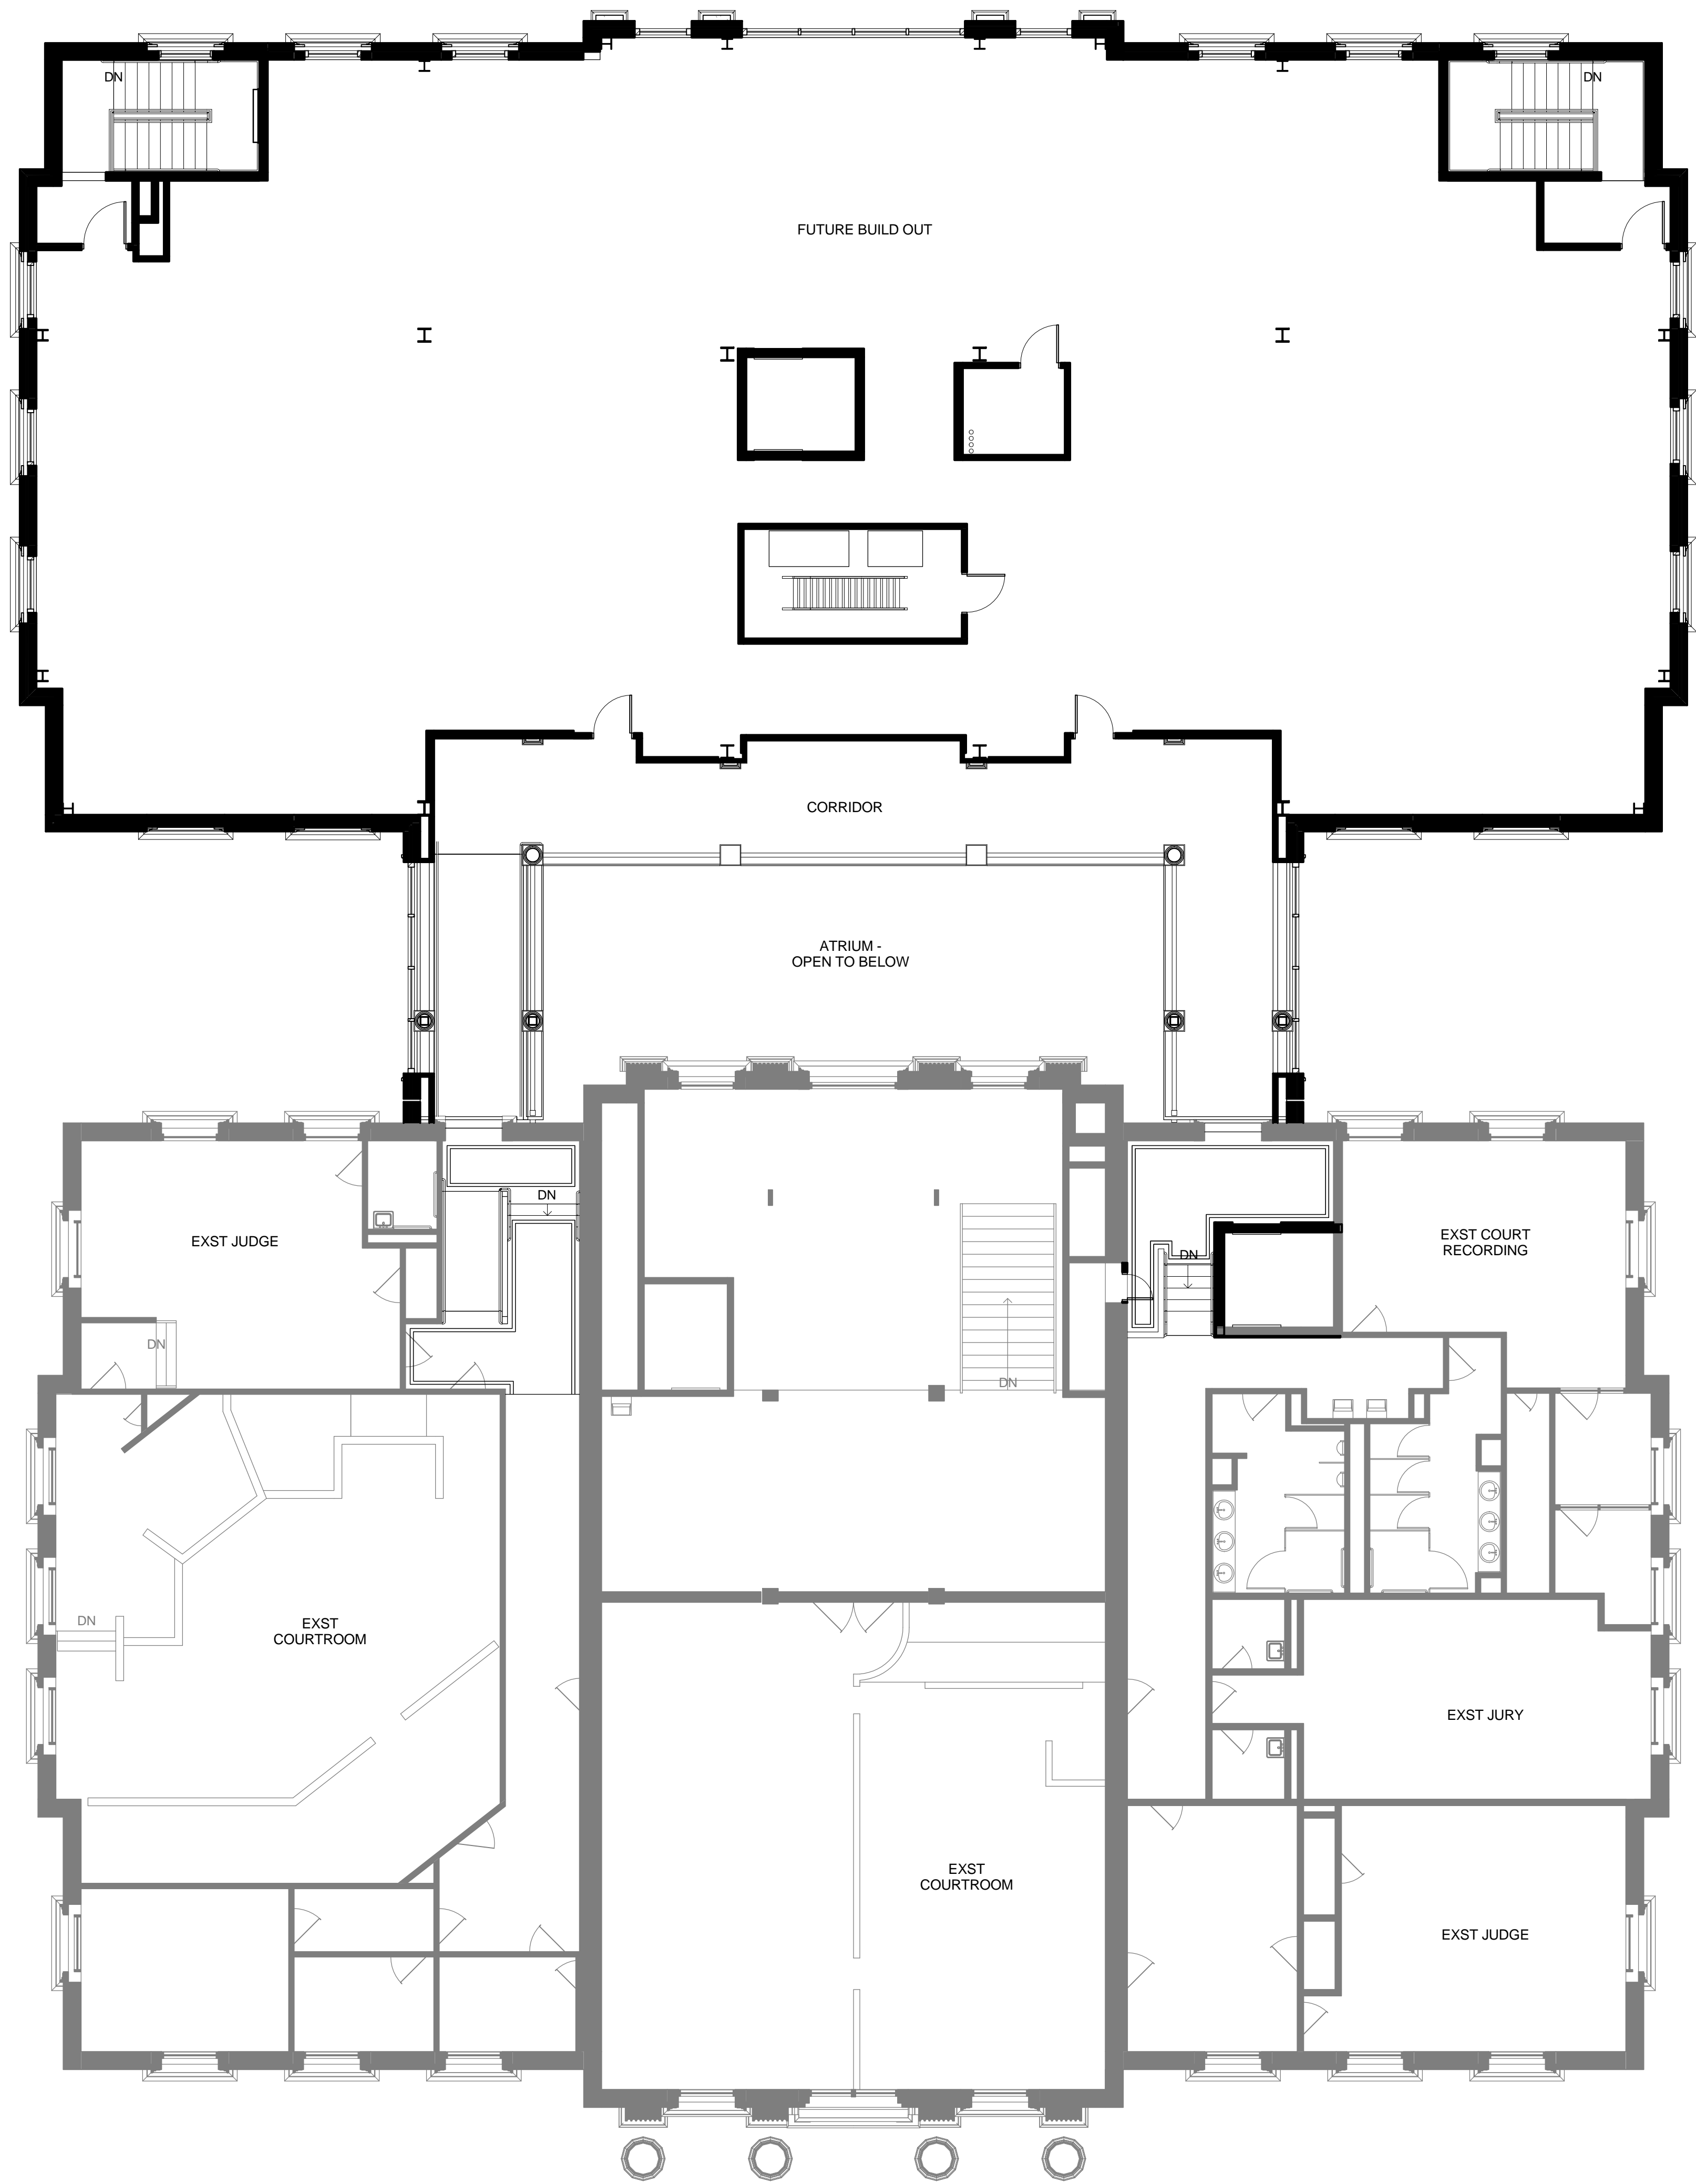 DN
DN
FUTURE BUILD OUT
CORRIDOR
ATRIUM -
OPEN TO BELOW
DN
EXST JUDGE
EXST COURT
RECORDING
DN
DN
DN
DN
EXST
COURTROOM
EXST JURY
EXST
COURTROOM
EXST JUDGE